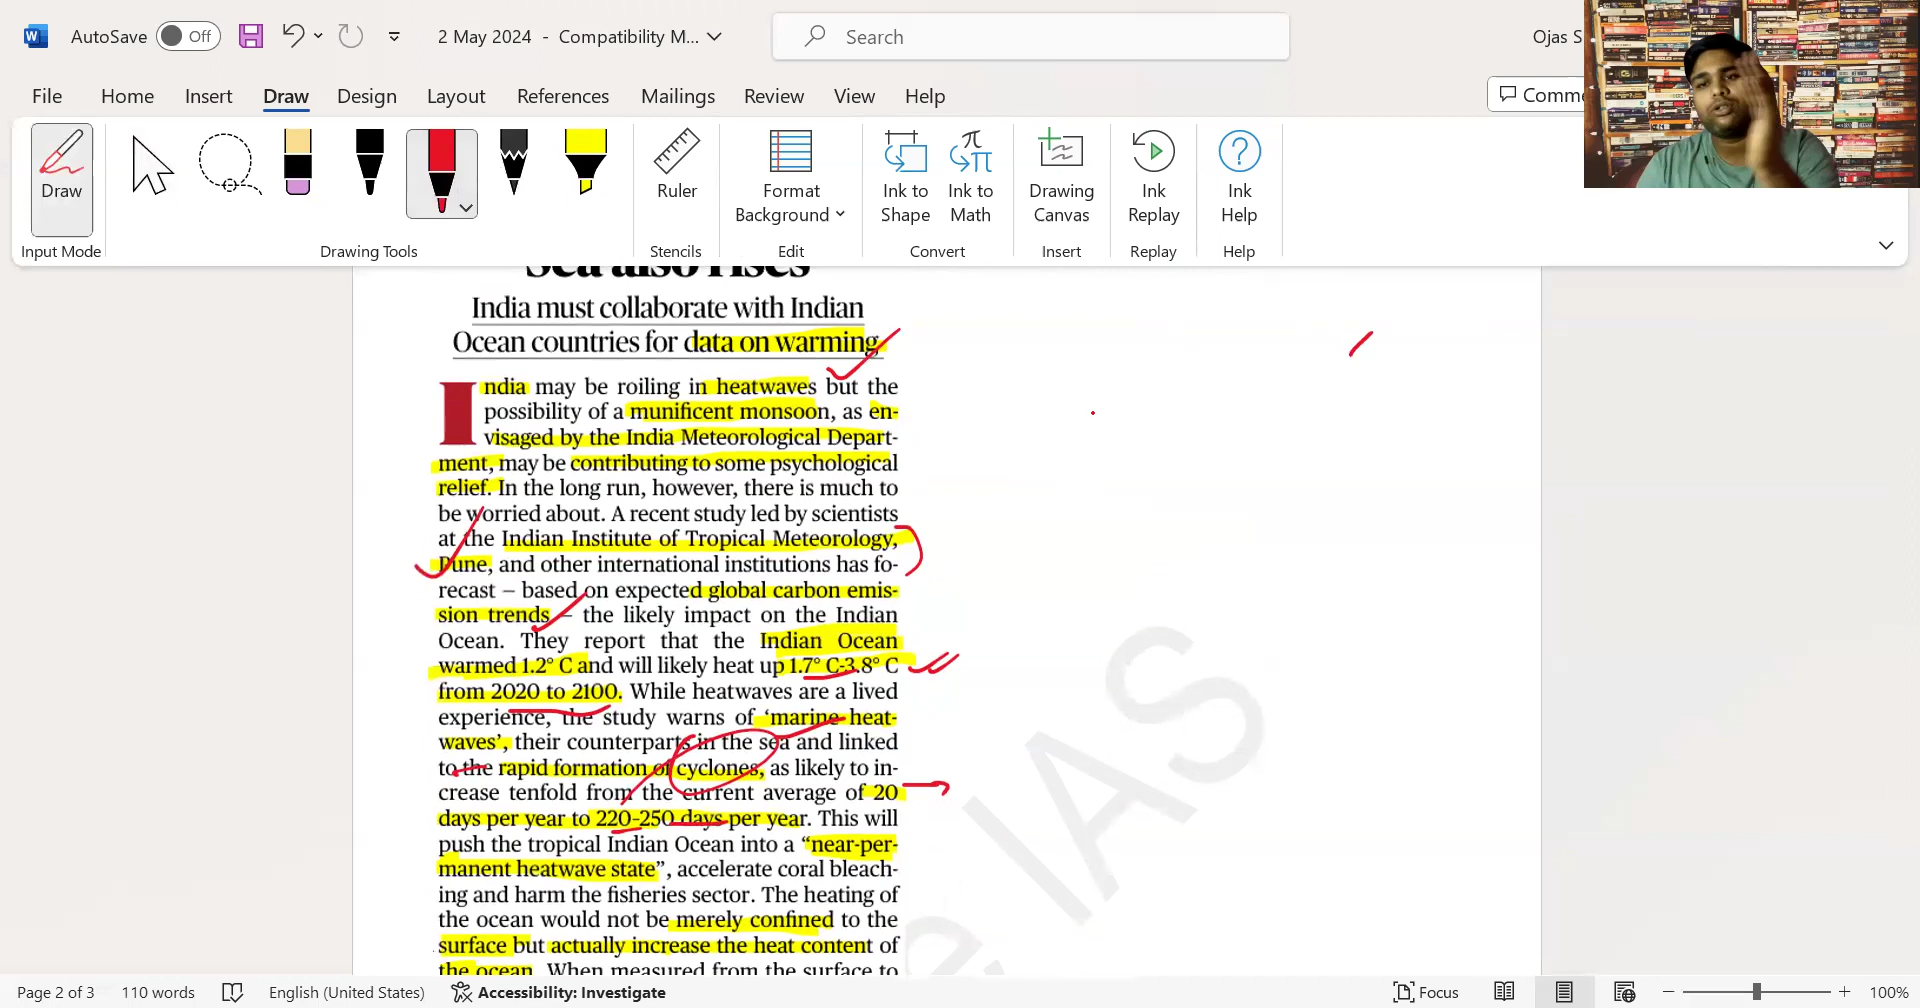 AutoSave Off 2 May 2024 - Compatibility M... Search Ojas S
File Home Insert Draw Design Layout References Mailings Review View Help Comme
Draw Ruler Format Background Ink to Shape Ink to Math Drawing Canvas Ink Replay Ink Help
Input Mode Drawing Tools Stencils Edit Convert Insert Replay Help
Sea also rises
India must collaborate with Indian
Ocean countries for data on warming
India may be roiling in heatwaves but the
possibility of a munificent monsoon, as en-
visaged by the India Meteorological Depart-
ment, may be contributing to some psychological
relief. In the long run, however, there is much to
be worried about. A recent study led by scientists
at the Indian Institute of Tropical Meteorology,
Pune, and other international institutions has fo-
recast – based on expected global carbon emis-
sion trends – the likely impact on the Indian
Ocean. They report that the Indian Ocean
warmed 1.2° C and will likely heat up 1.7° C-3.8° C
from 2020 to 2100. While heatwaves are a lived
experience, the study warns of ‘marine heat-
waves’, their counterparts in the sea and linked
to the rapid formation of cyclones, as likely to in-
crease tenfold from the current average of 20
days per year to 220-250 days per year. This will
push the tropical Indian Ocean into a “near-per-
manent heatwave state”, accelerate coral bleach-
ing and harm the fisheries sector. The heating of
the ocean would not be merely confined to the
surface but actually increase the heat content of
the ocean. When measured from the surface to
e IAS
Page 2 of 3 110 words English (United States) Accessibility: Investigate Focus 100%